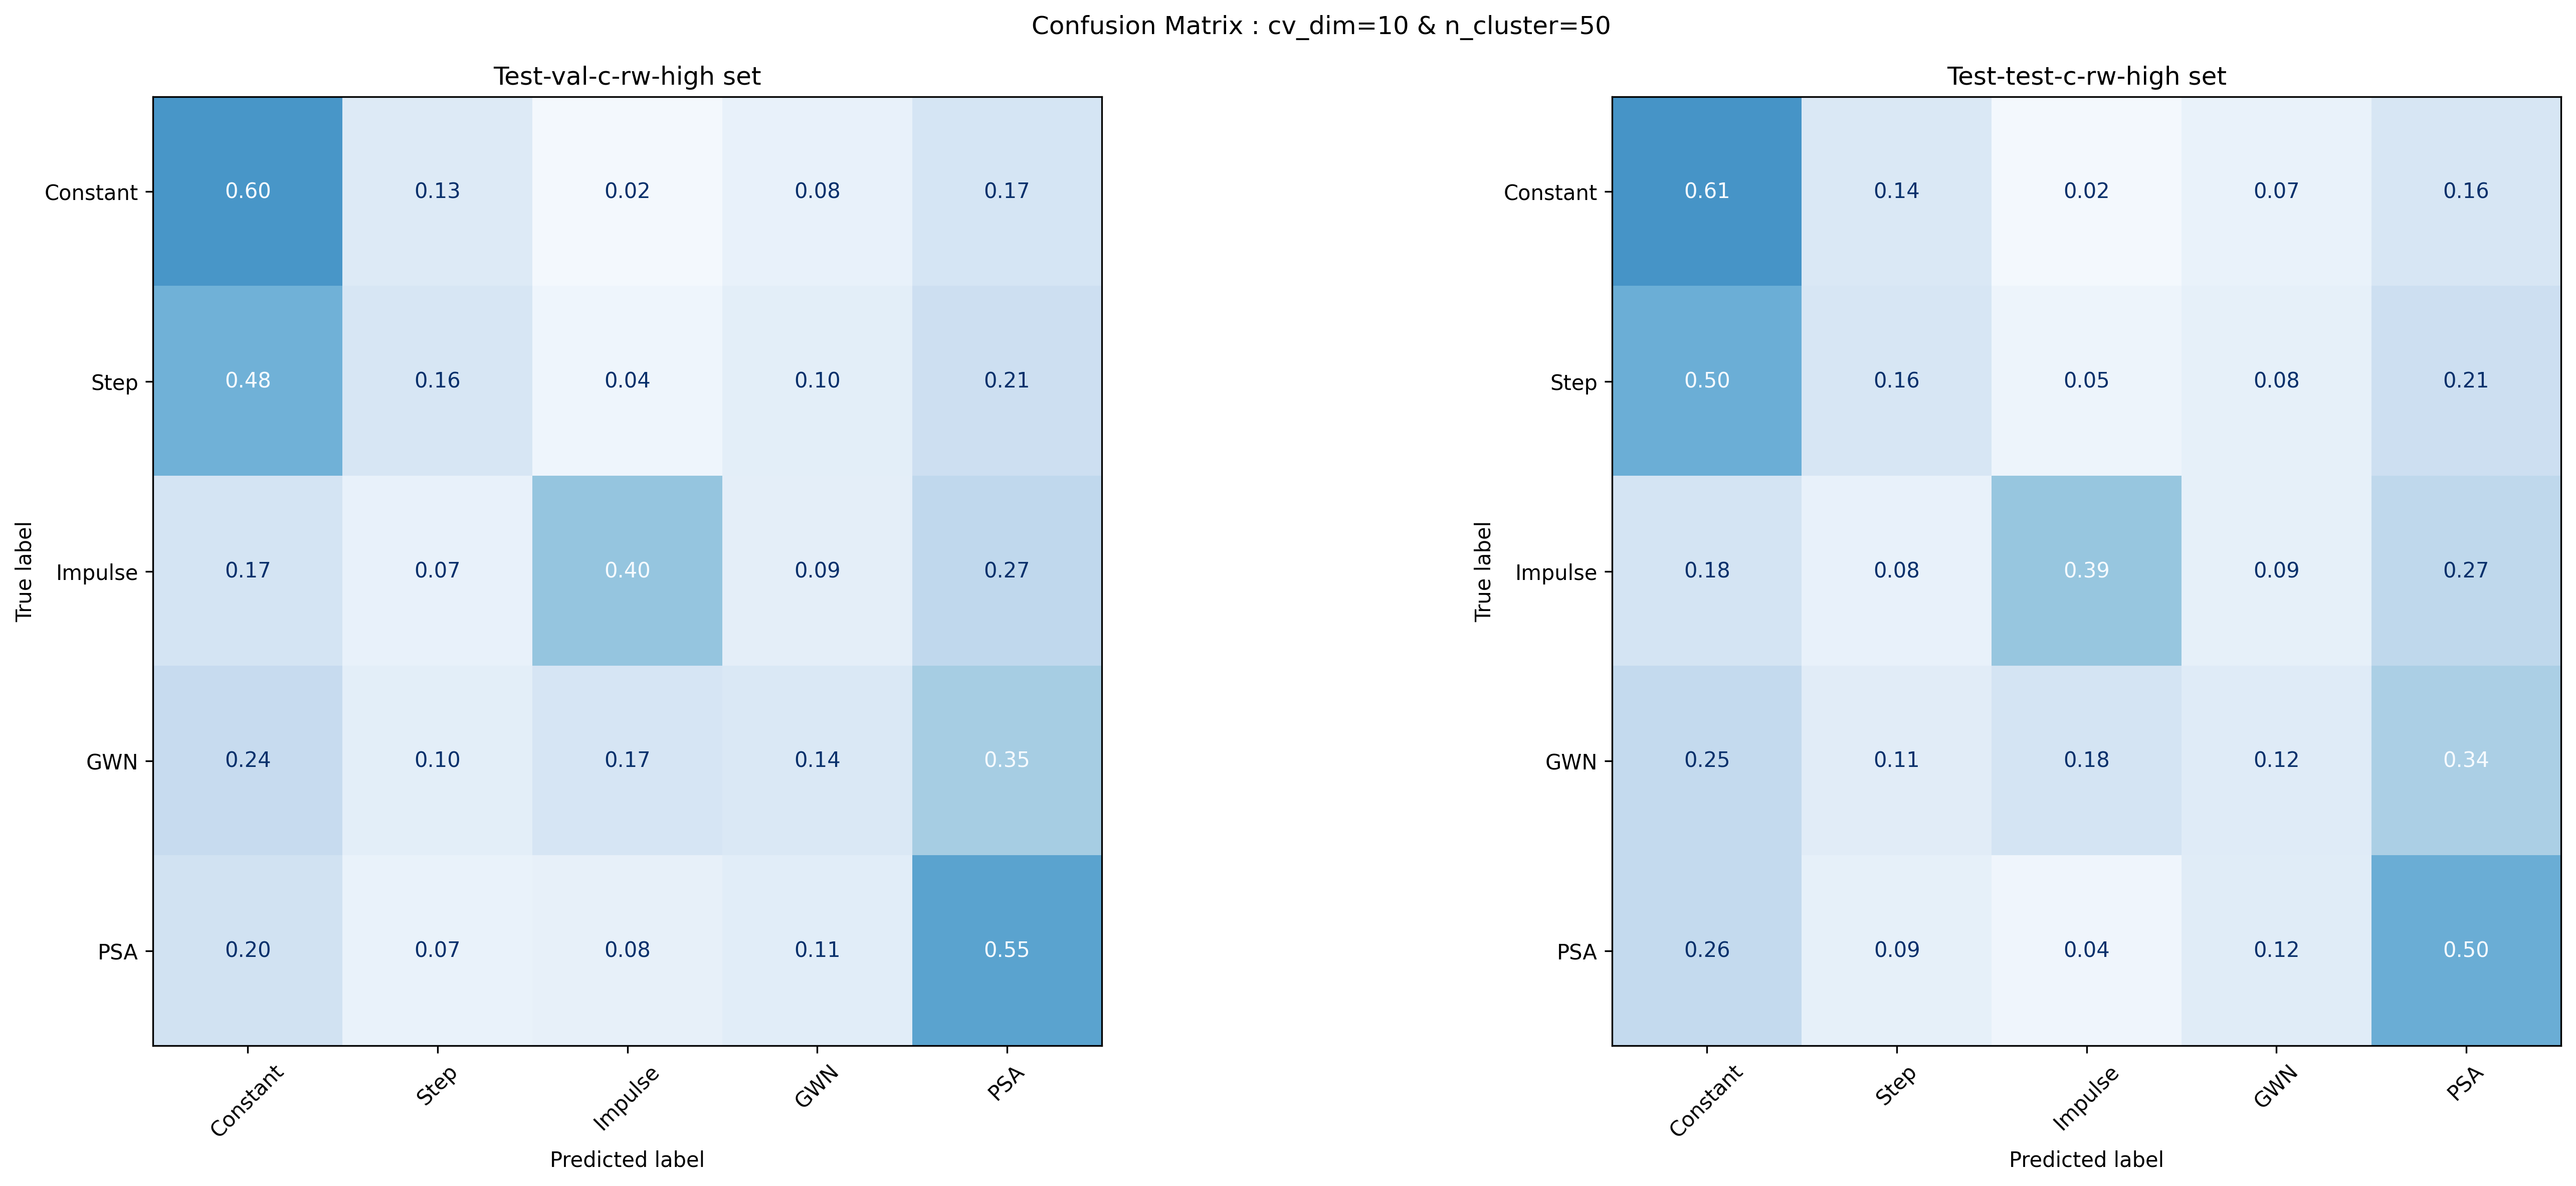 Confusion Matrix : cv_dim=10 & n_cluster=50
Test-val-c-rw-high set
True label
Constant 0.60 0.13 0.02 0.08 0.17
Step 0.48 0.16 0.04 0.10 0.21
Impulse 0.17 0.07 0.40 0.09 0.27
GWN 0.24 0.10 0.17 0.14 0.35
PSA 0.20 0.07 0.08 0.11 0.55
Constant Step Impulse GWN PSA
Predicted label
Test-test-c-rw-high set
True label
Constant 0.61 0.14 0.02 0.07 0.16
Step 0.50 0.16 0.05 0.08 0.21
Impulse 0.18 0.08 0.39 0.09 0.27
GWN 0.25 0.11 0.18 0.12 0.34
PSA 0.26 0.09 0.04 0.12 0.50
Constant Step Impulse GWN PSA
Predicted label